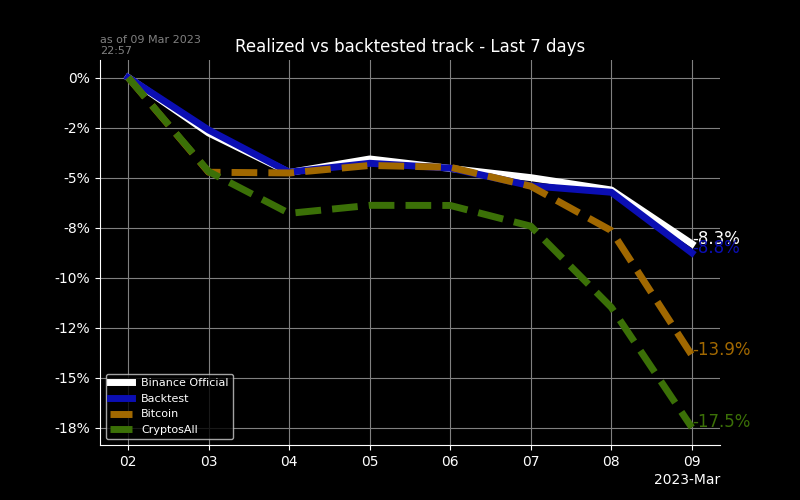 as of 09 Mar 2023
22:57
Realized vs backtested track - Last 7 days
0%
-2%
-5%
-8%
-10%
-12%
-15%
-18%
-8.3%
-8.8%
-13.9%
-17.5%
Binance Official
Backtest
Bitcoin
CryptosAll
02 03 04 05 06 07 08 09
2023-Mar